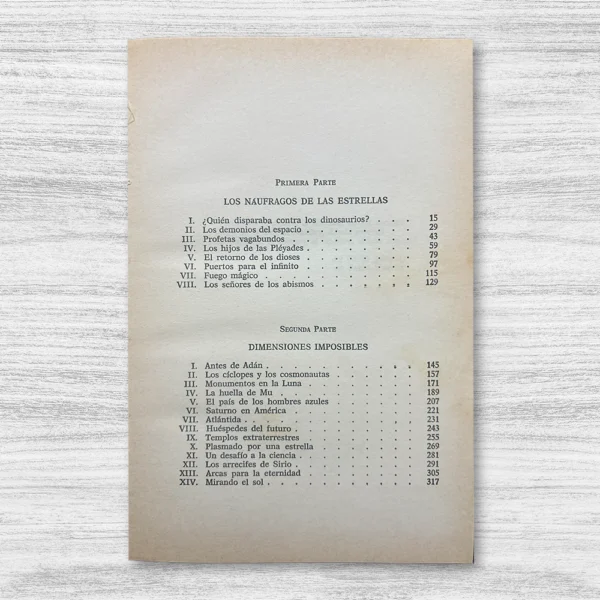 PRIMERA PARTE
LOS NAUFRAGOS DE LAS ESTRELLAS
I. ¿Quién disparaba contra los dinosaurios? . . . 15
II. Los demonios del espacio . . . . . . . 29
III. Profetas vagabundos . . . . . . . . 43
IV. Los hijos de las Pléyades . . . . . . . 59
V. El retorno de los dioses . . . . . . . 79
VI. Puertos para el infinito . . . . . . . 97
VII. Fuego mágico . . . . . . . . . 115
VIII. Los señores de los abismos . . . . . . 129
SEGUNDA PARTE
DIMENSIONES IMPOSIBLES
I. Antes de Adán . . . . . . . . . 145
II. Los cíclopes y los cosmonautas . . . . . . 157
III. Monumentos en la Luna . . . . . . . 171
IV. La huella de Mu . . . . . . . . 189
V. El país de los hombres azules . . . . . . 207
VI. Saturno en América . . . . . . . . 221
VII. Atlántida . . . . . . . . . . 231
VIII. Huéspedes del futuro . . . . . . . . 243
IX. Templos extraterrestres . . . . . . . 255
X. Plasmado por una estrella . . . . . . . 269
XI. Un desafío a la ciencia . . . . . . . . 281
XII. Los arrecifes de Sirio . . . . . . . . 291
XIII. Arcas para la eternidad . . . . . . . 305
XIV. Mirando el sol . . . . . . . . . 317